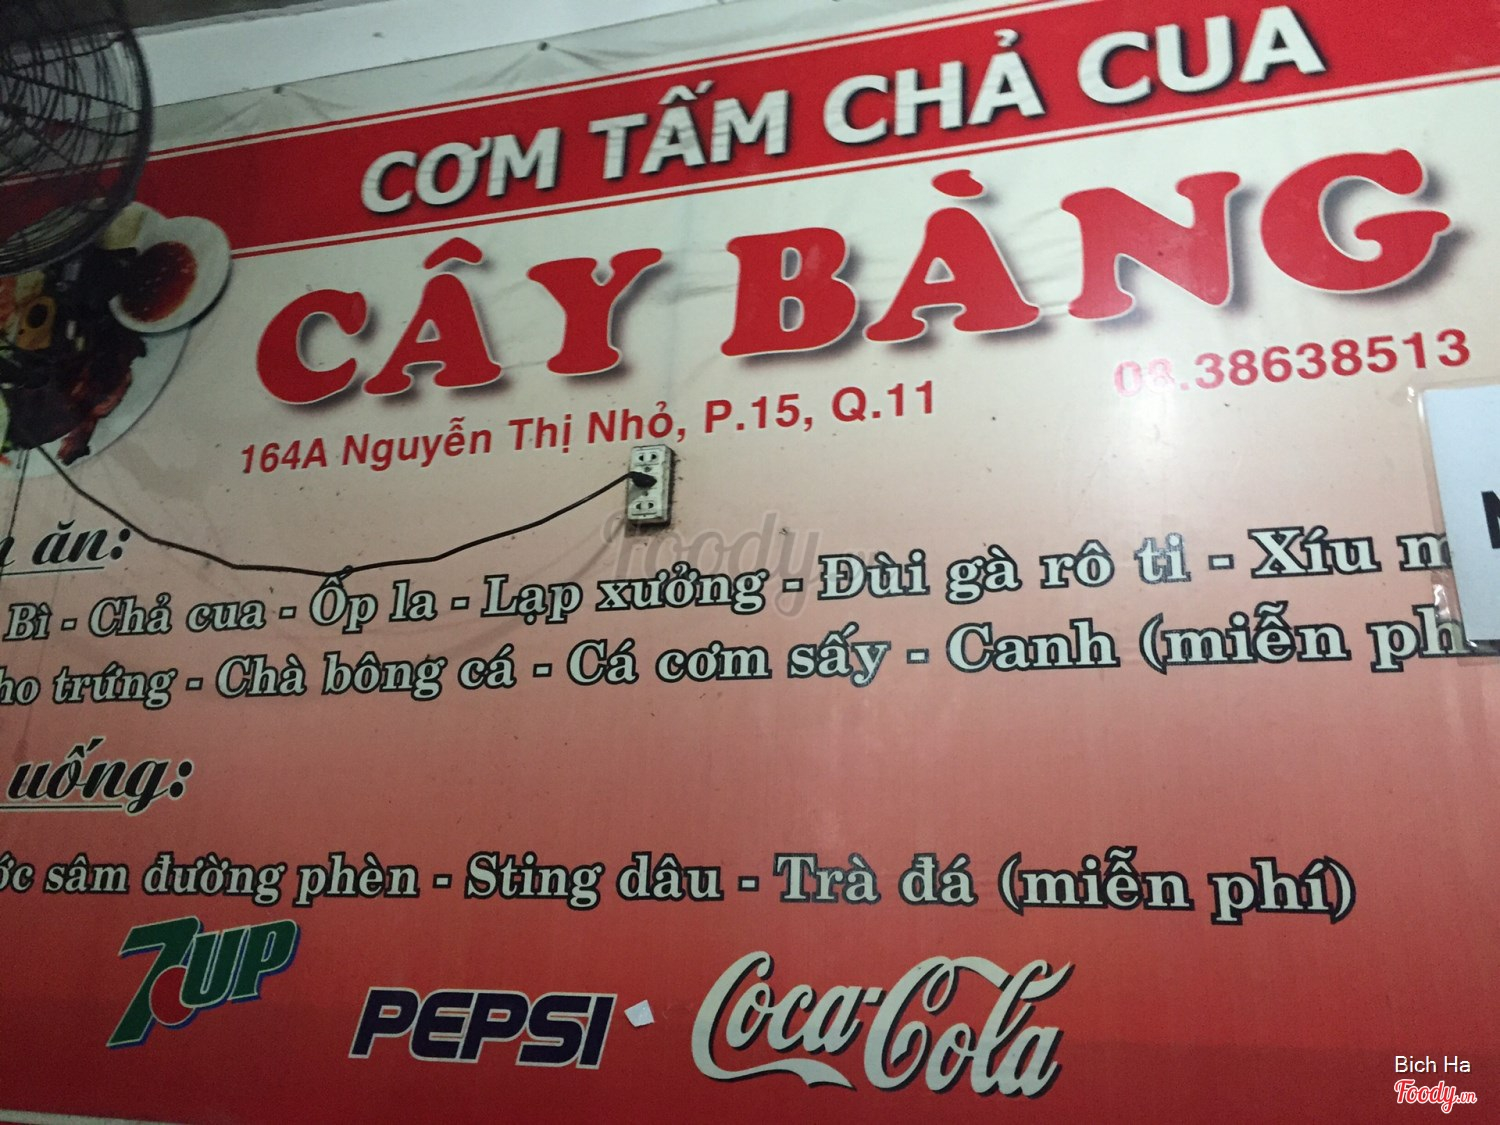 CƠM TẤM CHẢ CUA
CÂY BÀNG
164A Nguyễn Thị Nhỏ, P.15, Q.11
08.38638513
ăn:
Bì - Chả cua - Ốp la - Lạp xưởng - Đùi gà rô ti - Xíu
trứng - Chà bông cá - Cá cơm sấy - Canh (miễn
uống:
sâm đường phèn - Sting dâu - Trà đá (miễn phí)
7UP
PEPSI
Coca-Cola
Foody.vn
Bich Ha
Foody.vn